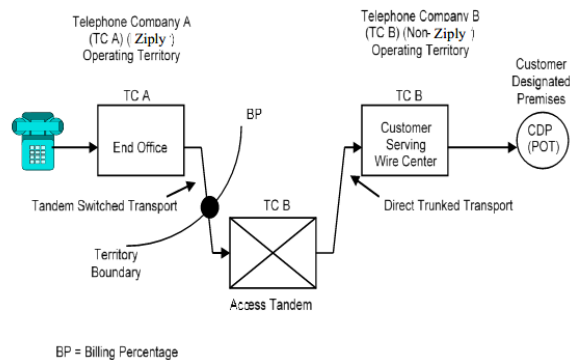 Telephone Company A
(TC A) ( Ziply )
Operating Territory
Telephone Company B
(TC B) (Non- Ziply )
Operating Territory
Customer
Designated
Premises
TC A
BP
TC B
End Office
Customer
Serving
Wire Center
CDP
(POT)
Tandem Switched Transport
TC B
Direct Trunked Transport
Territory
Boundary
Access Tandem
BP = Billing Percentage